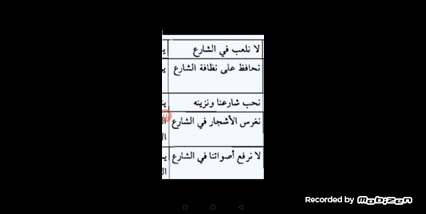 لا نلعب في الشارع
نحافظ على نظافة الشارع
نحب شارعنا ونزينه
نغرس الأشجار في الشارع
لا نرفع أصواتنا في الشارع
Recorded by Mobizen